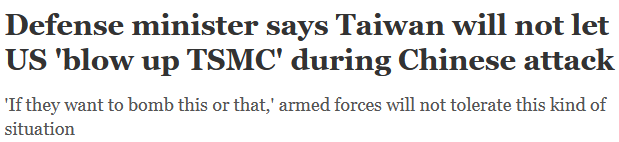 Defense minister says Taiwan will not let
US 'blow up TSMC' during Chinese attack
'If they want to bomb this or that,' armed forces will not tolerate this kind of
situation